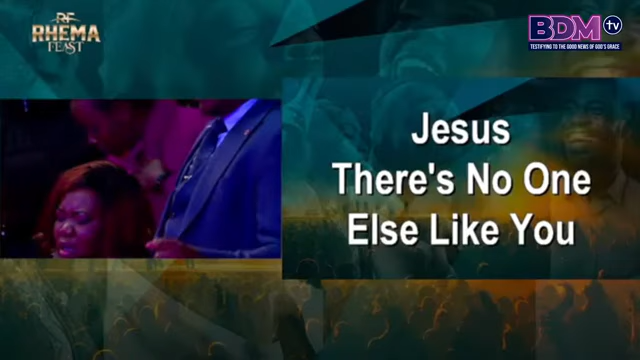 RF
RHEMA
FEAST
BDM tv
TESTIFYING TO THE GOOD NEWS OF GOD'S GRACE
Jesus
There's No One
Else Like You